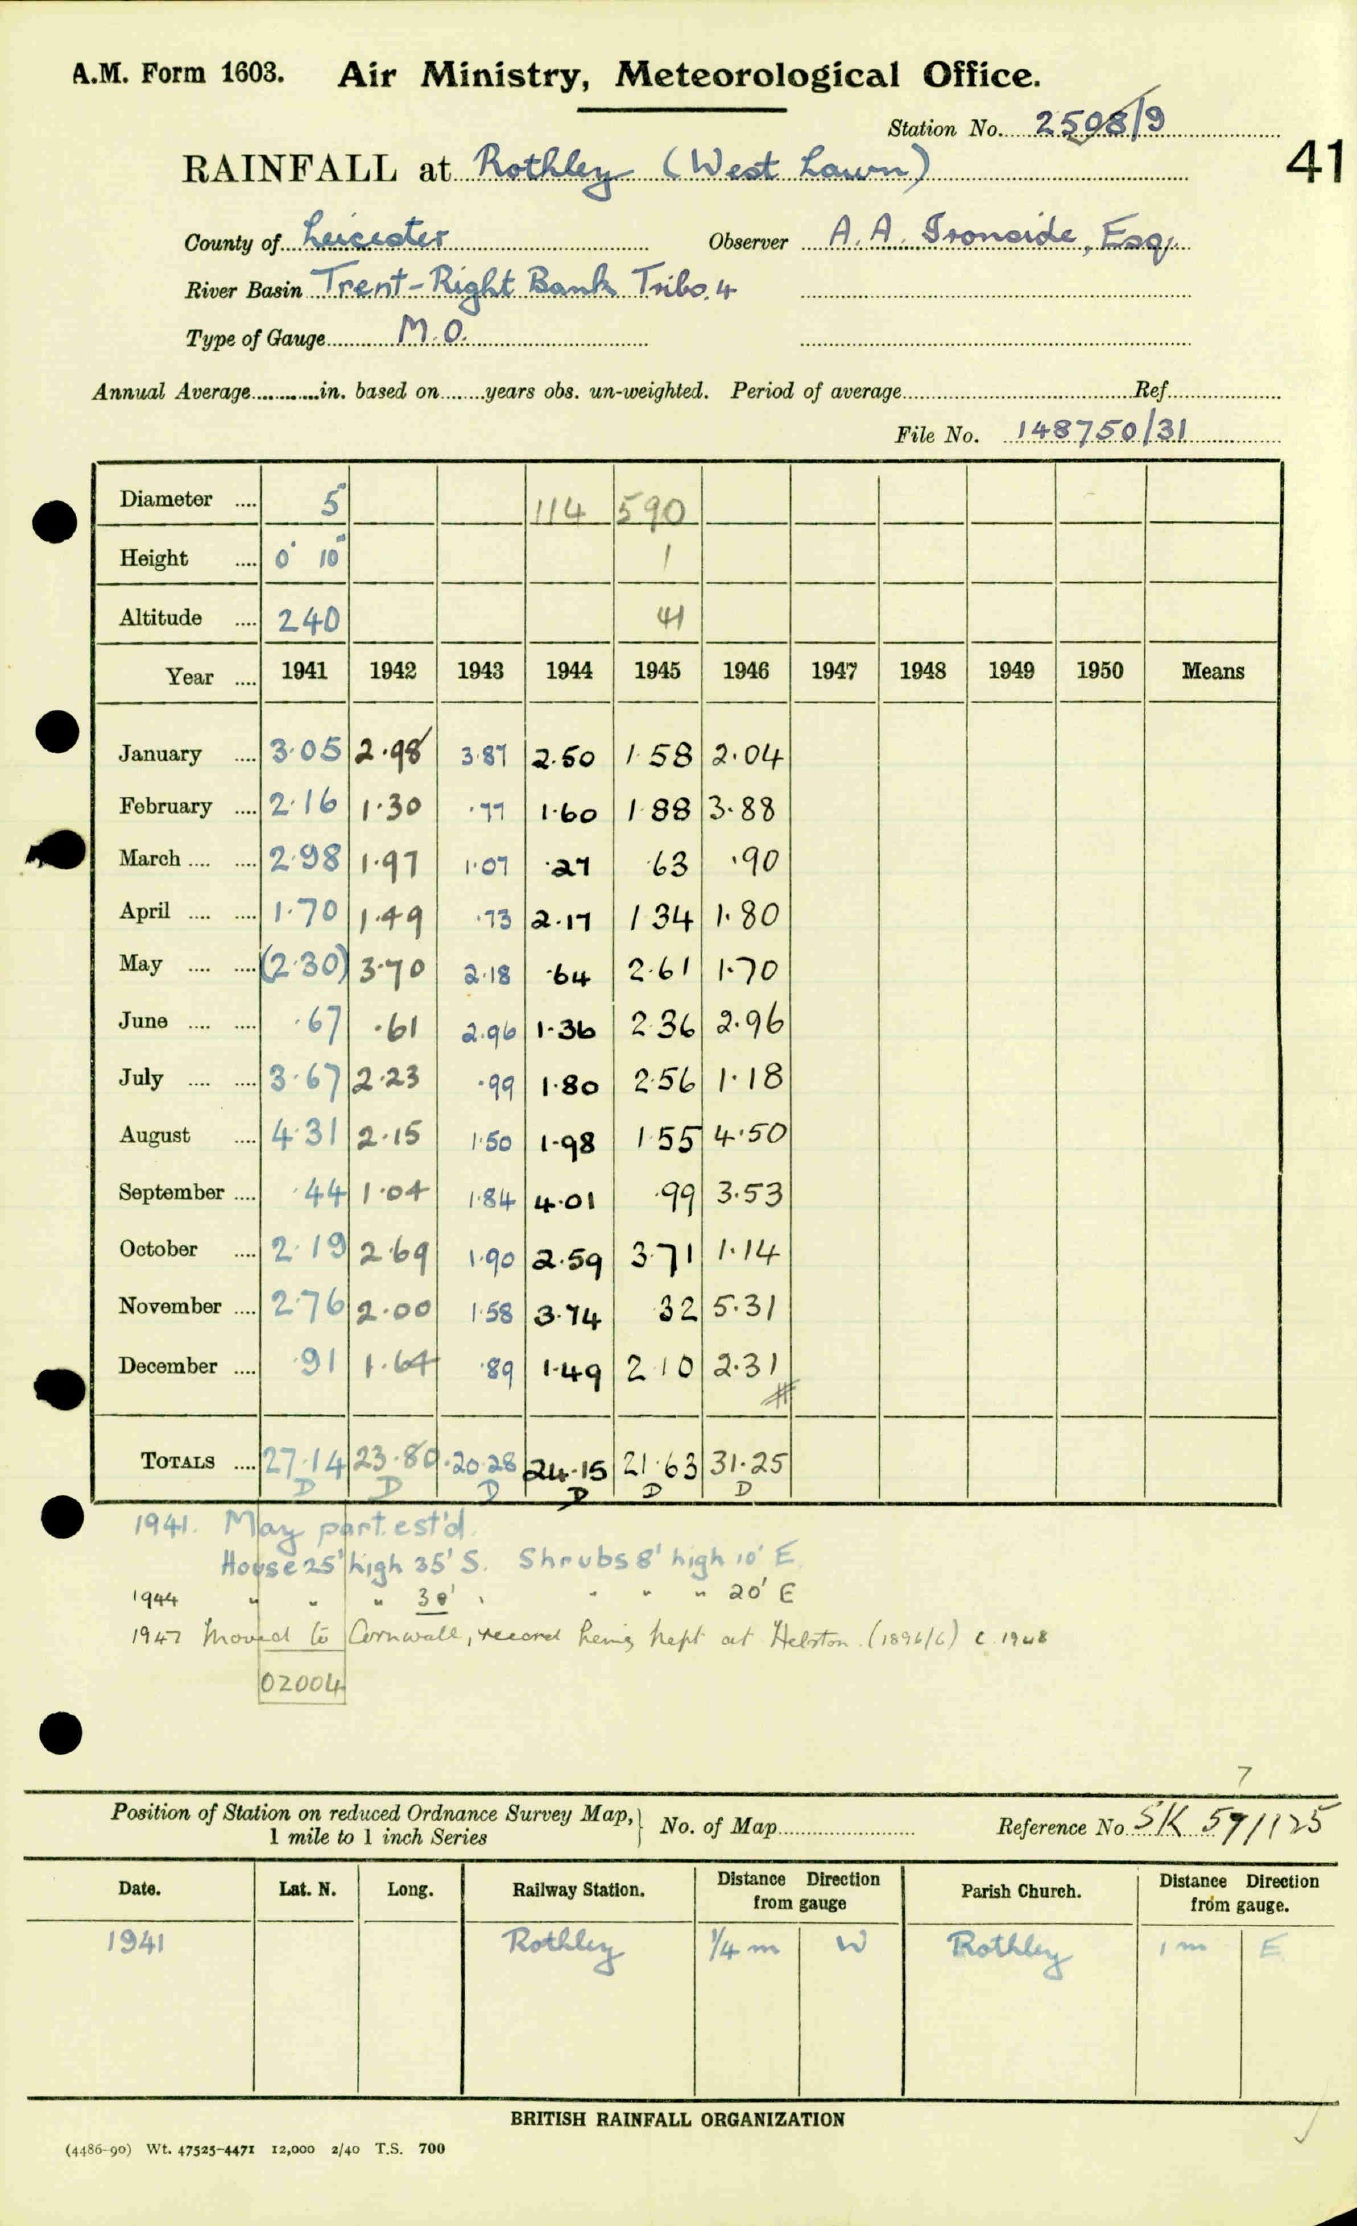 A.M. Form 1603. Air Ministry, Meteorological Office.
Station No. 2508/9
41
RAINFALL at Rothley (West Lawn)
County of Leicester Observer A. A. Ironside, Esq.
River Basin Trent-Right Bank Tribs. 4
Type of Gauge M.O.
Annual Average in. based on years obs. un-weighted. Period of average Ref.
File No. 148750/31
Diameter 5" 114 590
Height 0' 10" 1
Altitude 240 41
Year 1941 1942 1943 1944 1945 1946 1947 1948 1949 1950 Means
January 3·05 2·98 3·87 2·50 1·58 2·04
February 2·16 1·30 ·77 1·60 1·88 3·88
March 2·98 1·97 1·07 ·27 ·63 ·90
April 1·70 1·49 ·73 2·17 1·34 1·80
May (2·30) 3·70 2·18 ·64 2·61 1·70
June ·67 ·61 2·96 1·36 2·36 2·96
July 3·67 2·23 ·99 1·80 2·56 1·18
August 4·31 2·15 1·50 1·98 1·55 4·50
September ·44 1·04 1·84 4·01 ·99 3·53
October 2·19 2·69 1·90 2·59 3·71 1·14
November 2·76 2·00 1·58 3·74 32 5·31
December ·91 1·64 ·89 1·49 2·10 2·31
TOTALS 27·14 23·80 20·28 24·15 21·63 31·25
D D D D D D
1941. May part est'd.
House 25' high 35' S. Shrubs 8' high 10' E.
1944 " " " 30' " " " " 20' E
1947 Moved to Cornwall, record being kept at Helston (1896/6) c. 1948
02004
7
Position of Station on reduced Ordnance Survey Map, 1 mile to 1 inch Series } No. of Map Reference No. SK 59/125
Date. Lat. N. Long. Railway Station. Distance from gauge Direction Parish Church. Distance from gauge. Direction
1941 Rothley 1/4 m W Rothley 1 m E
BRITISH RAINFALL ORGANIZATION
(4486-90) Wt. 47525-4471 12,000 2/40 T.S. 700